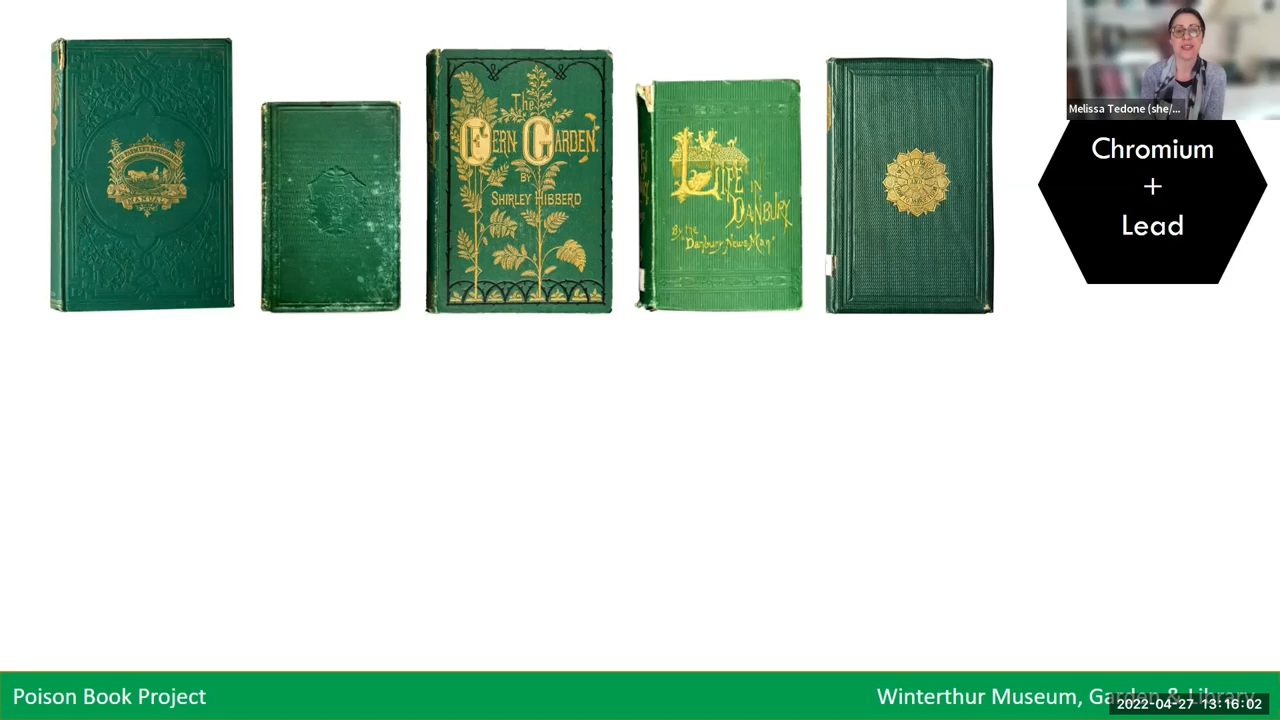 MANUAL
The
FERN GARDEN.
BY
SHIRLEY HIBBERD
LIFE IN
DANBURY
By the
"Danbury News Man"
Melissa Tedone (she/...
Chromium
+
Lead
Poison Book Project
Winterthur Museum, Garden & Library
2022-04-27 13:16:02